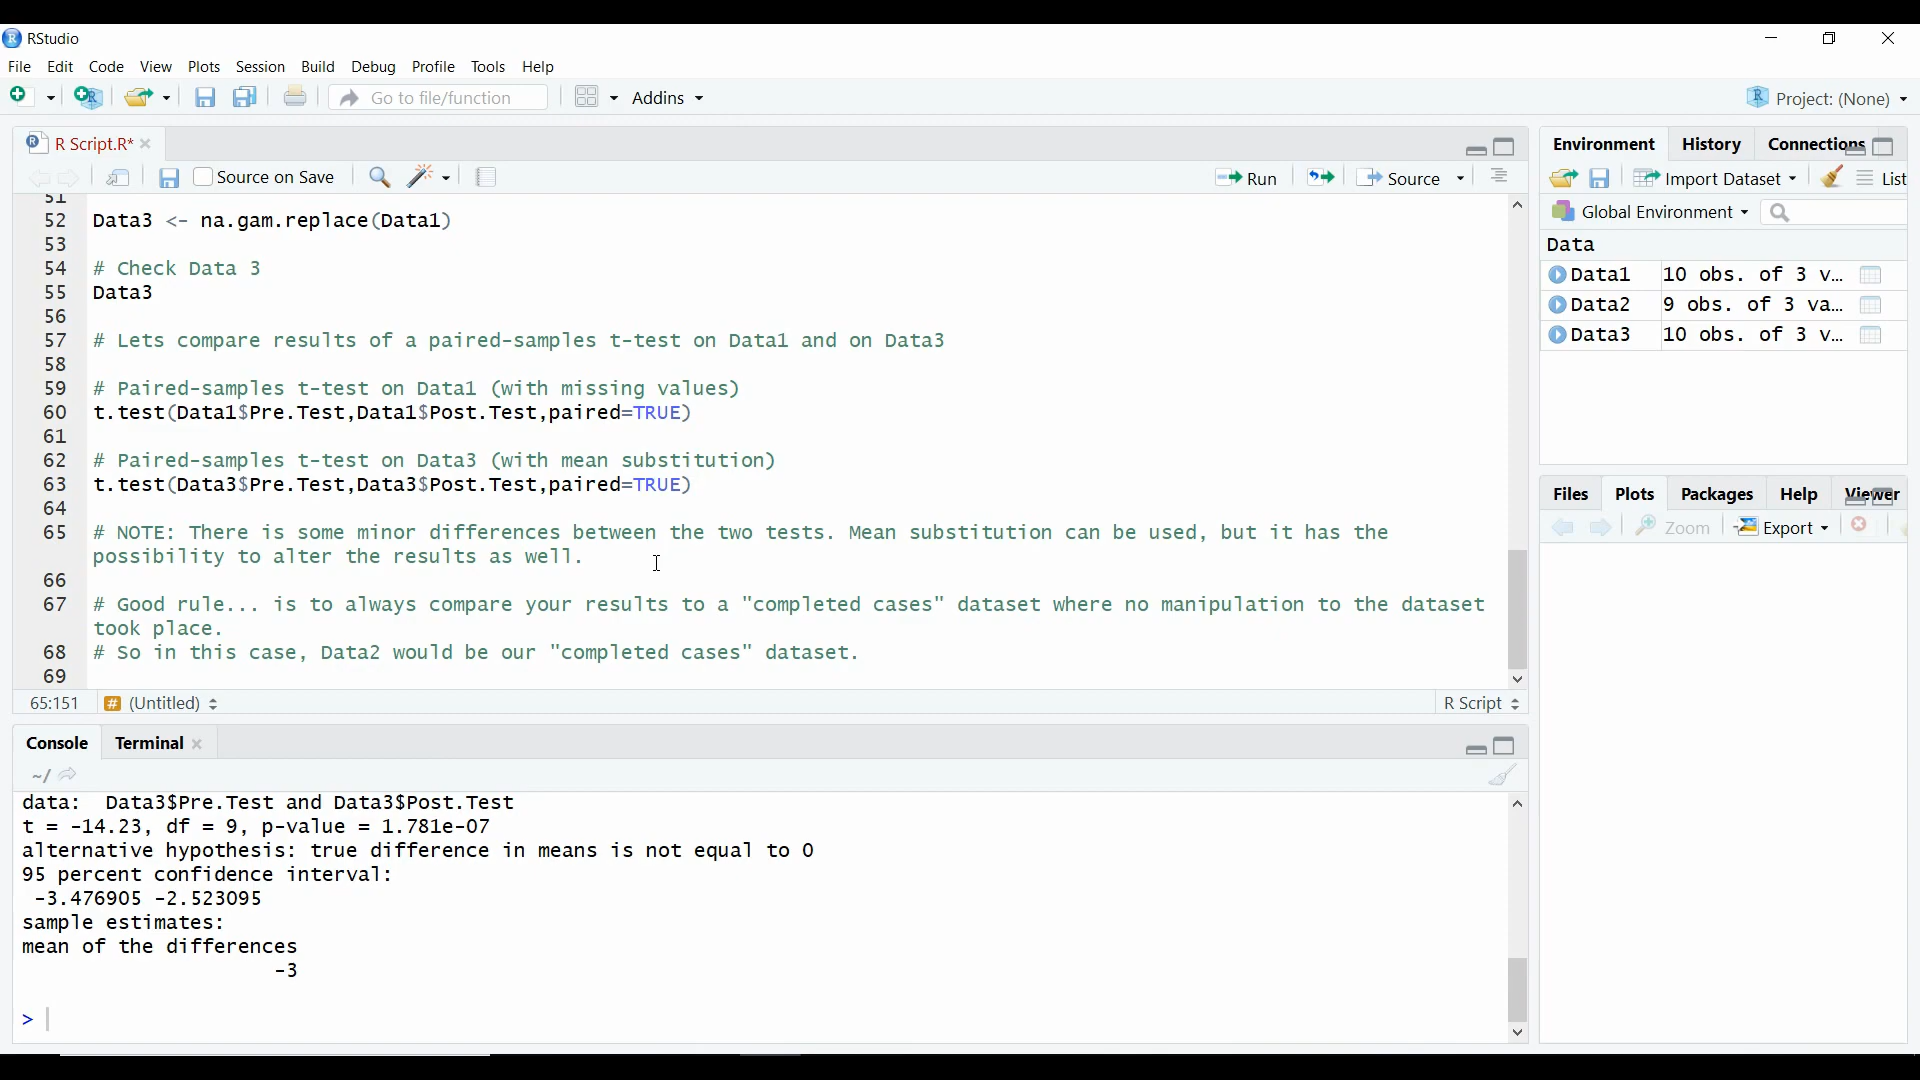 RStudio
File Edit Code View Plots Session Build Debug Profile Tools Help
Go to file/function Addins Project: (None)
R Script.R*
Source on Save Run Source
51
52 Data3 <- na.gam.replace(Data1)
53
54 # Check Data 3
55 Data3
56
57 # Lets compare results of a paired-samples t-test on Data1 and on Data3
58
59 # Paired-samples t-test on Data1 (with missing values)
60 t.test(Data1$Pre.Test,Data1$Post.Test,paired=TRUE)
61
62 # Paired-samples t-test on Data3 (with mean substitution)
63 t.test(Data3$Pre.Test,Data3$Post.Test,paired=TRUE)
64
65 # NOTE: There is some minor differences between the two tests. Mean substitution can be used, but it has the
possibility to alter the results as well.
66
67 # Good rule... is to always compare your results to a "completed cases" dataset where no manipulation to the dataset
took place.
68 # So in this case, Data2 would be our "completed cases" dataset.
69
65:151 # (Untitled) R Script
Console Terminal
~/
data: Data3$Pre.Test and Data3$Post.Test
t = -14.23, df = 9, p-value = 1.781e-07
alternative hypothesis: true difference in means is not equal to 0
95 percent confidence interval:
-3.476905 -2.523095
sample estimates:
mean of the differences
-3
>
Environment History Connections
Import Dataset List
Global Environment
Data
Data1 10 obs. of 3 v...
Data2 9 obs. of 3 va...
Data3 10 obs. of 3 v...
Files Plots Packages Help Viewer
Zoom Export